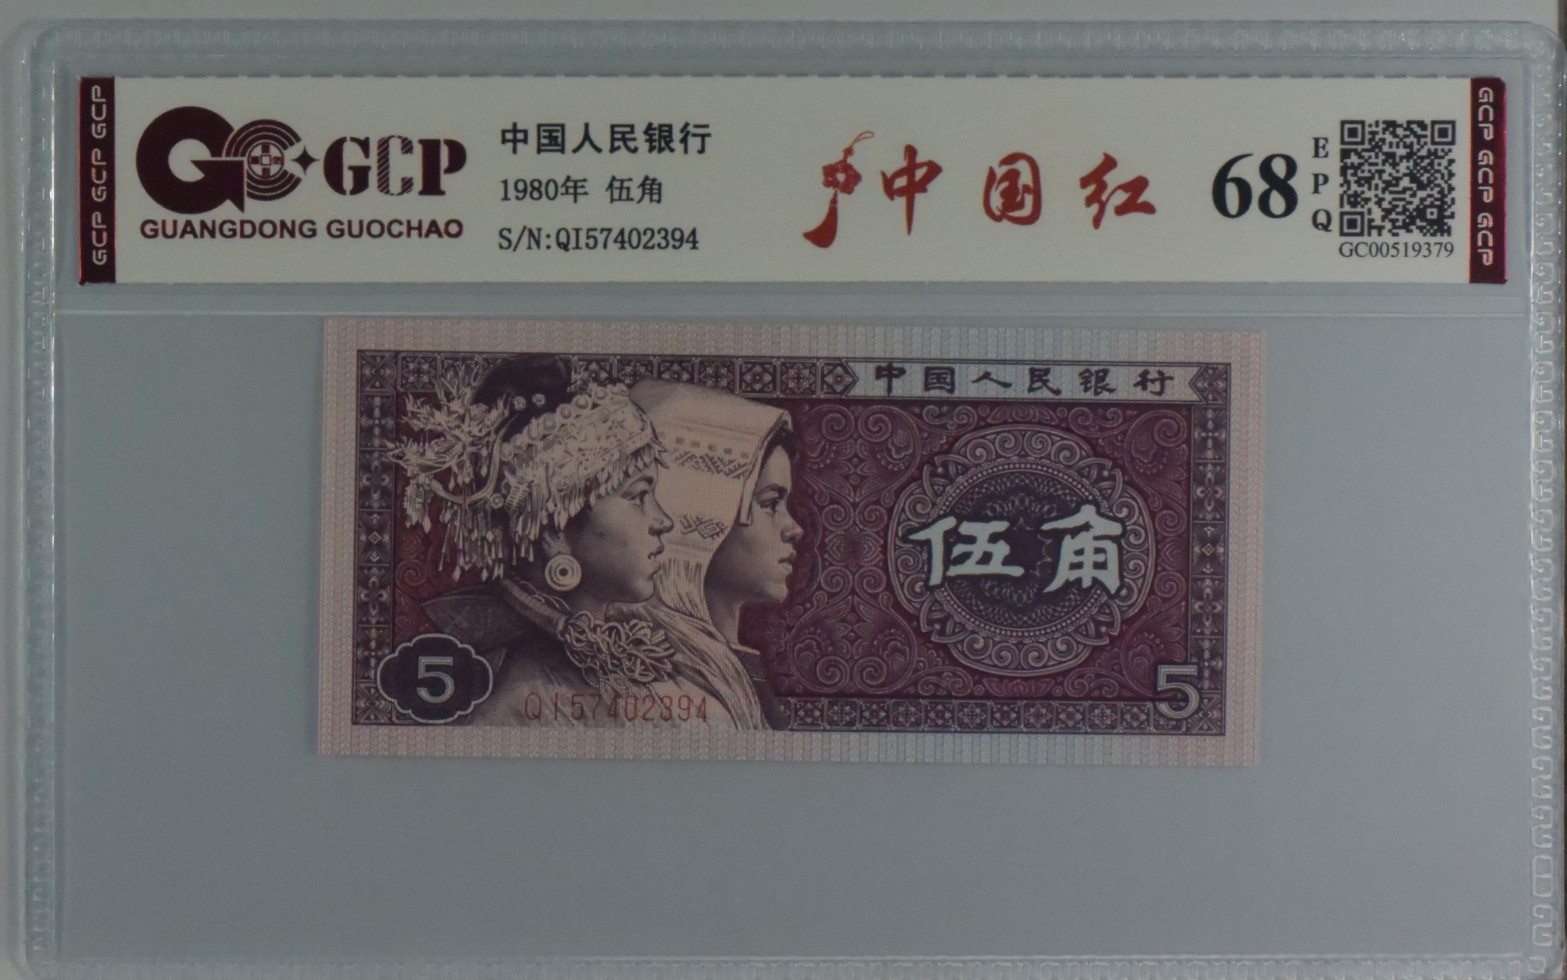 GCP GCP GCP
GCP
GUANGDONG GUOCHAO
中国人民银行
1980年 伍角
S/N:QI57402394
中国红
68
EPQ
GC00519379
GCP GCP GCP
中国人民银行
伍角
5
QI57402394
5